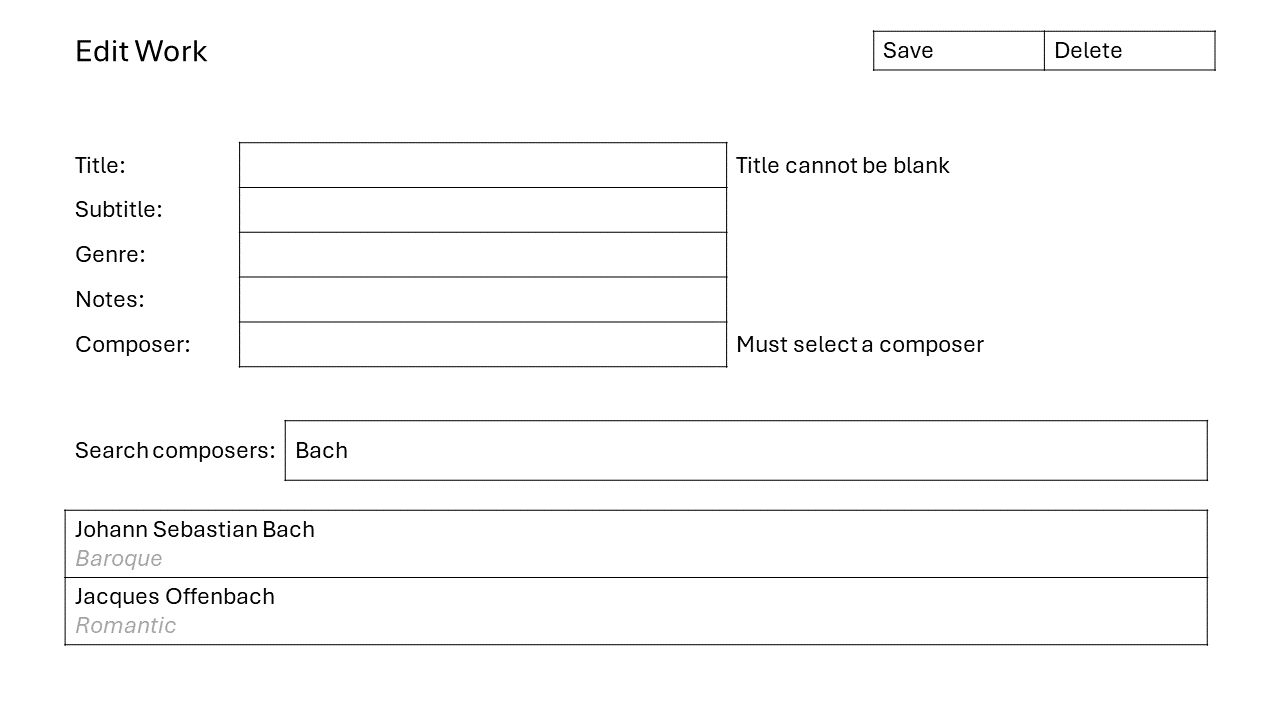 Edit Work
Save
Delete
Title:
Title cannot be blank
Subtitle:
Genre:
Notes:
Composer:
Must select a composer
Search composers:
Bach
Johann Sebastian Bach
Baroque
Jacques Offenbach
Romantic